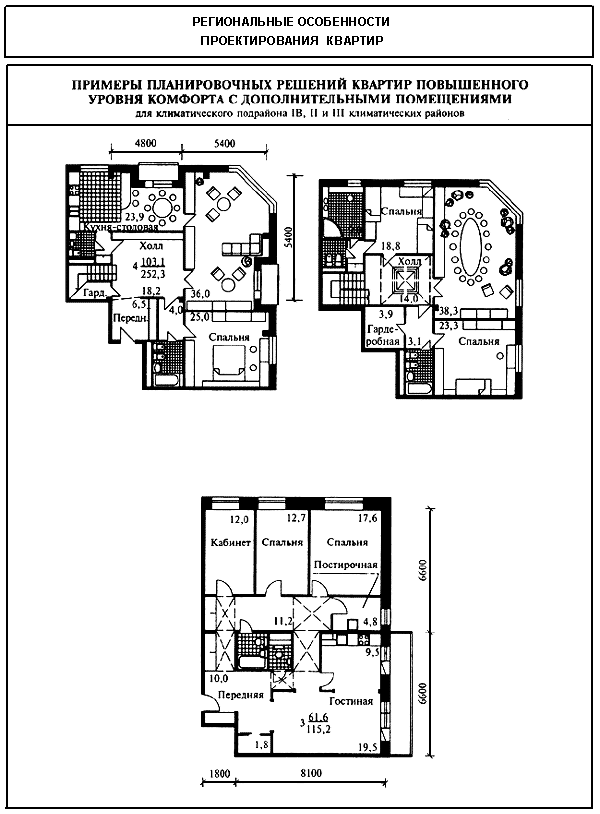 РЕГИОНАЛЬНЫЕ ОСОБЕННОСТИ
ПРОЕКТИРОВАНИЯ КВАРТИР
ПРИМЕРЫ ПЛАНИРОВОЧНЫХ РЕШЕНИЙ КВАРТИР ПОВЫШЕННОГО
УРОВНЯ КОМФОРТА С ДОПОЛНИТЕЛЬНЫМИ ПОМЕЩЕНИЯМИ
для климатического подрайона IВ, II и III климатических районов
4800
5400
5400
23,9
Кухня-столовая
Холл
4 103,1
252,3
18,2
Гард.
6,5
Передн.
4,0
36,0
25,0
Спальня
Спальня
18,8
Холл
14,0
38,3
3,9
Гарде-
робная
3,1
23,3
Спальня
12,0
Кабинет
12,7
Спальня
17,6
Спальня
Постирочная
11,2
4,8
9,5
10,0
Передняя
Гостиная
3 61,6
115,2
1,8
19,5
6600
6600
1800
8100